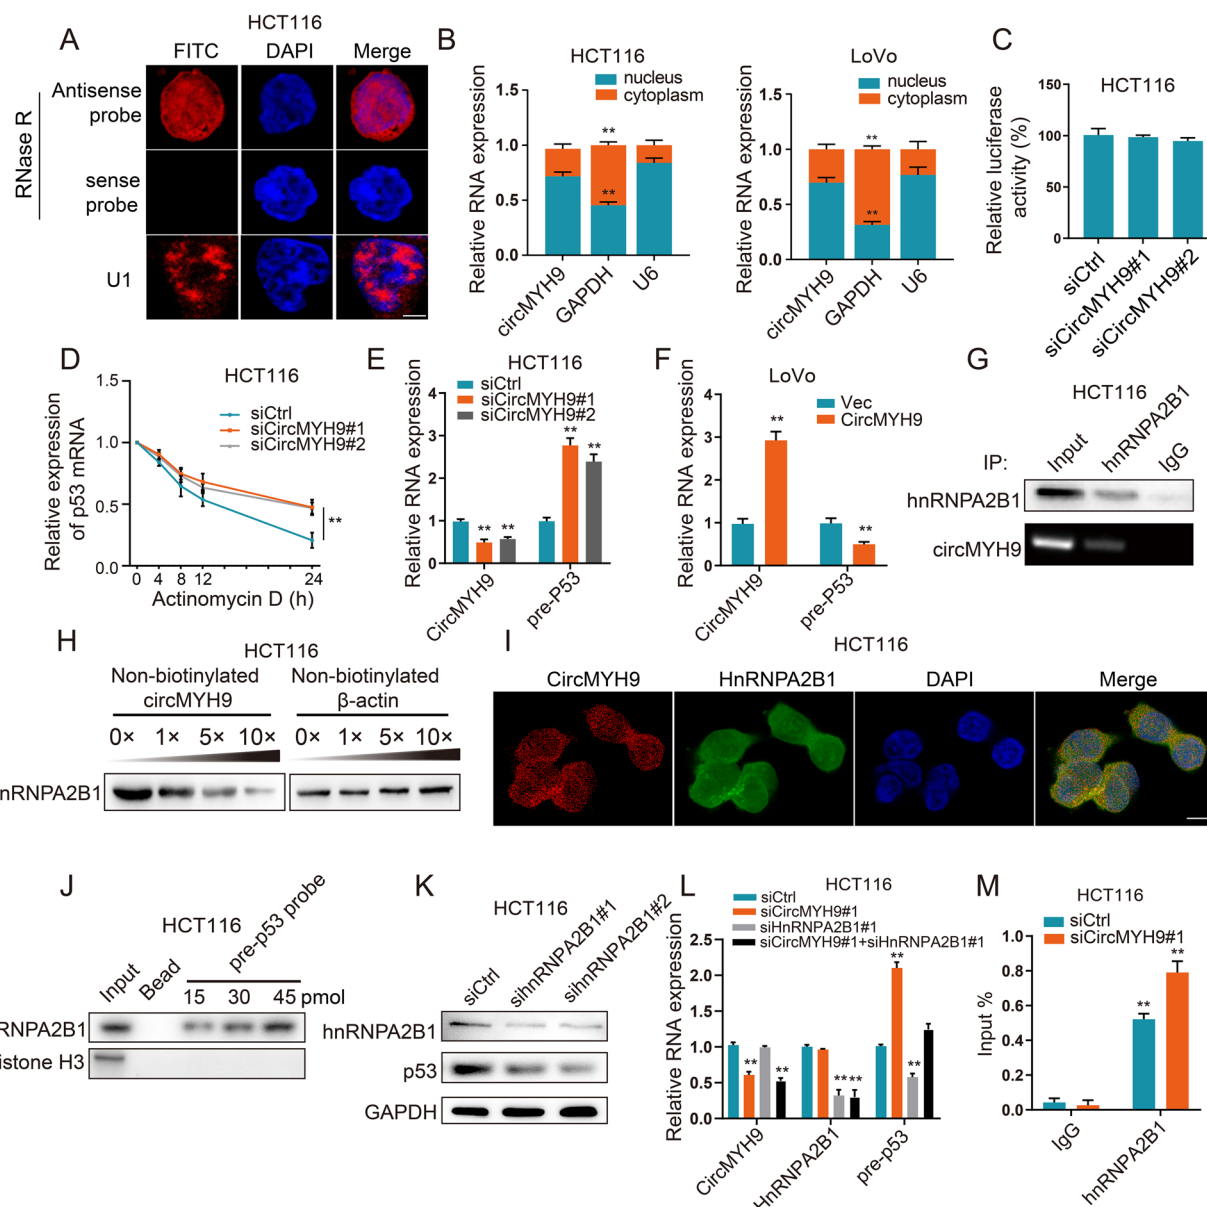 A
HCT116
FITC
DAPI
Merge
RNase R
Antisense
probe
sense
probe
U1
B
HCT116
nucleus
cytoplasm
Relative RNA expression
1.5
1.0
0.5
0.0
**
**
circMYH9
GAPDH
U6
LoVo
nucleus
cytoplasm
Relative RNA expression
1.5
1.0
0.5
0.0
**
**
circMYH9
GAPDH
U6
C
HCT116
Relative luciferase
activity (%)
150
100
50
0
siCtrl
siCircMYH9#1
siCircMYH9#2
D
HCT116
Relative expression
of p53 mRNA
1.5
1.0
0.5
0.0
siCtrl
siCircMYH9#1
siCircMYH9#2
**
0 4 8 12 24
Actinomycin D (h)
E
HCT116
siCtrl
siCircMYH9#1
siCircMYH9#2
Relative RNA expression
4
3
2
1
0
** ** ** **
CircMYH9
pre-P53
F
LoVo
Vec
CircMYH9
Relative RNA expression
4
3
2
1
0
** **
CircMYH9
pre-P53
G
HCT116
IP:
Input
hnRNPA2B1
IgG
hnRNPA2B1
circMYH9
H
HCT116
Non-biotinylated
circMYH9
Non-biotinylated
β-actin
0× 1× 5× 10×
0× 1× 5× 10×
nRNPA2B1
I
HCT116
CircMYH9
HnRNPA2B1
DAPI
Merge
J
HCT116
Input
Bead
pre-p53 probe
15 30 45 pmol
RNPA2B1
istone H3
K
HCT116
siCtrl
sihnRNPA2B1#1
sihnRNPA2B1#2
hnRNPA2B1
p53
GAPDH
L
HCT116
siCtrl
siCircMYH9#1
siHnRNPA2B1#1
siCircMYH9#1+siHnRNPA2B1#1
Relative RNA expression
2.5
2.0
1.5
1.0
0.5
0.0
** ** ** ** ** **
CircMYH9
HnRNPA2B1
pre-p53
M
HCT116
siCtrl
siCircMYH9#1
Input %
1.0
0.8
0.6
0.4
0.2
0.0
** **
IgG
hnRNPA2B1